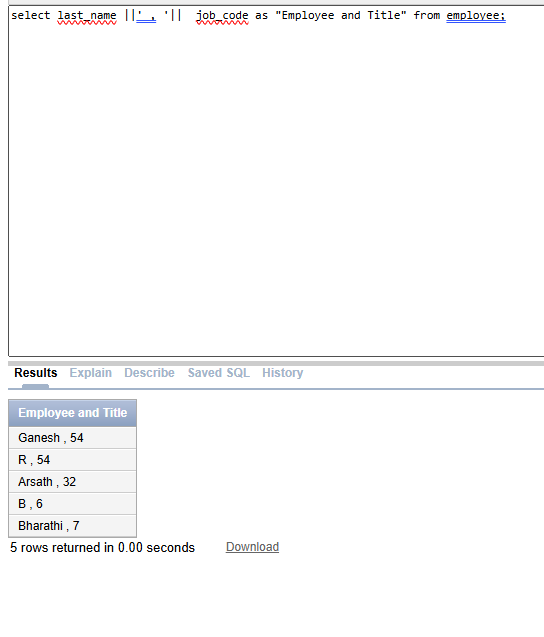 select last_name ||' , '||  job_code as "Employee and Title" from employee;
Results Explain Describe Saved SQL History
Employee and Title
Ganesh , 54
R , 54
Arsath , 32
B , 6
Bharathi , 7
5 rows returned in 0.00 seconds Download